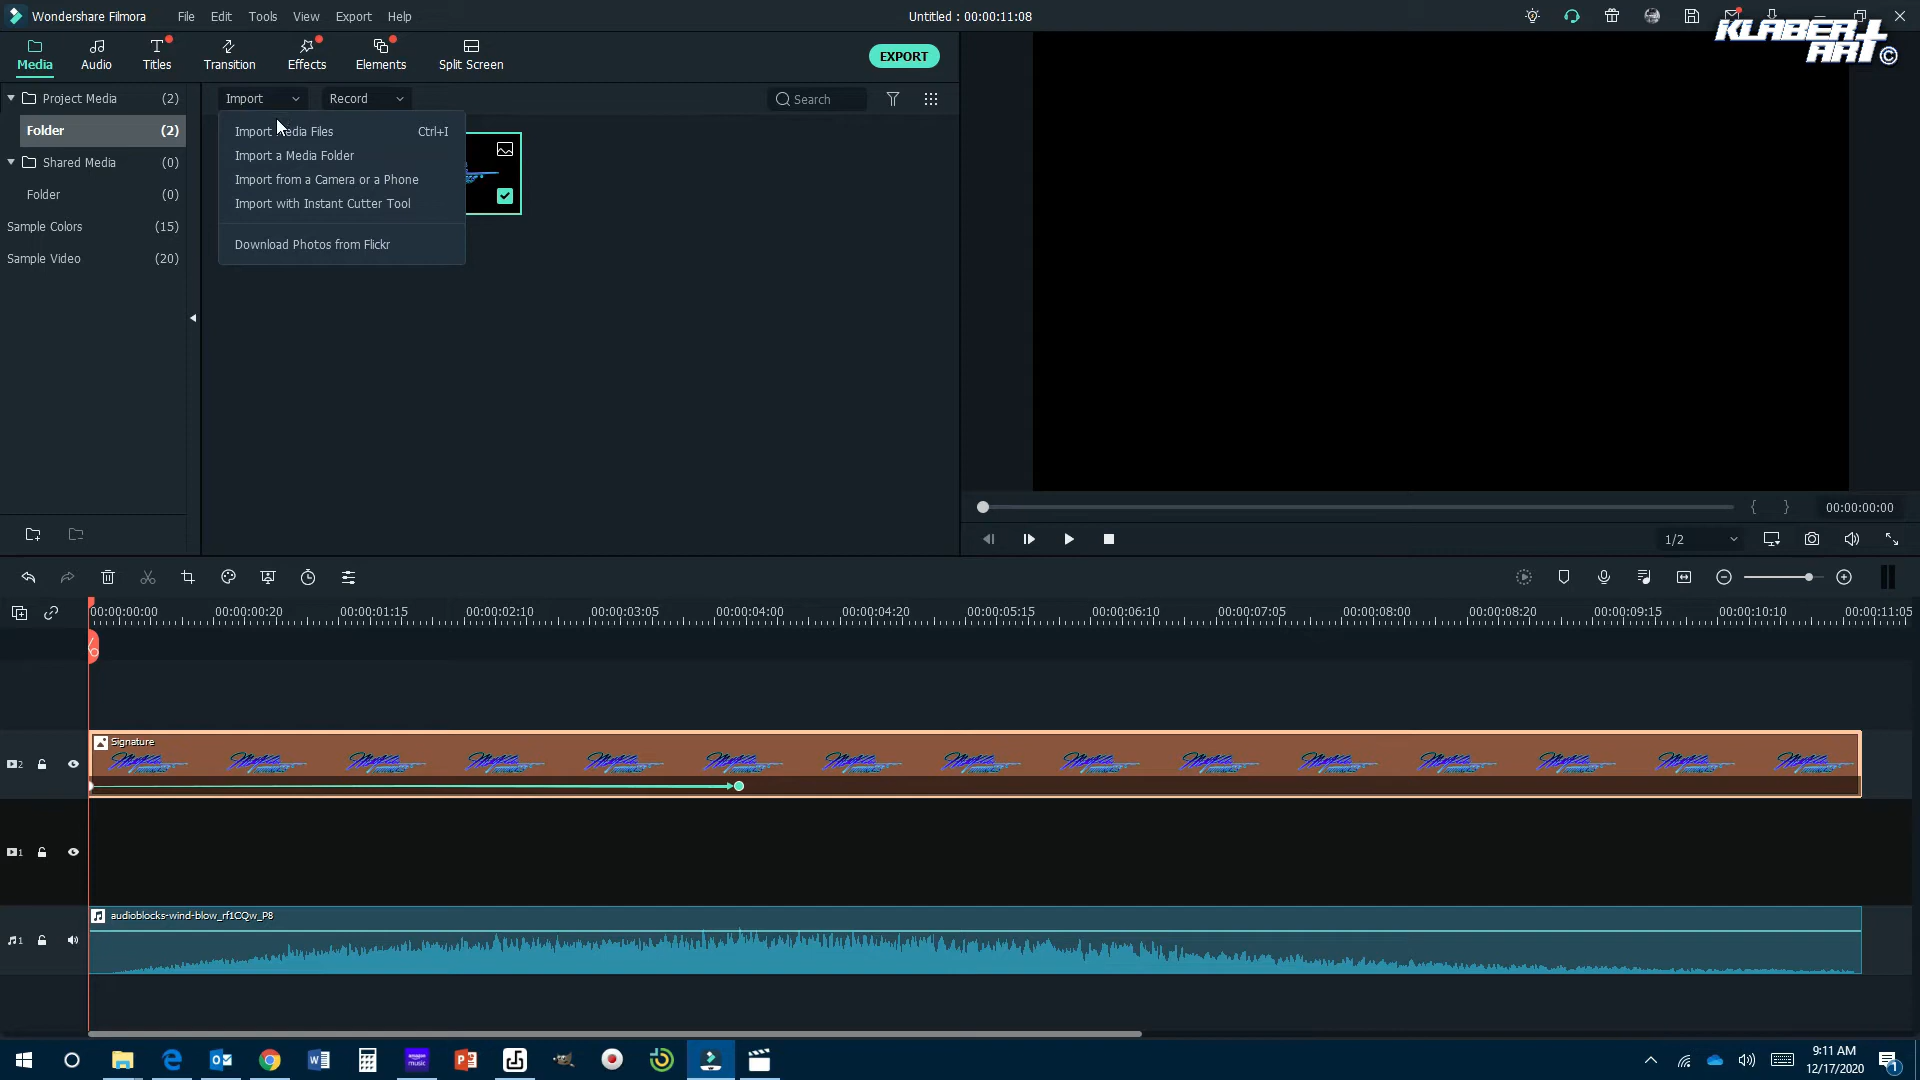 Wondershare Filmora
File Edit Tools View Export Help
Untitled : 00:00:11:08
KLABER ART ©
Media Audio Titles Transition Effects Elements Split Screen
EXPORT
Project Media (2)
Import Record
Search
Folder (2)
Import Media Files Ctrl+I
Import a Media Folder
Shared Media (0)
Import from a Camera or a Phone
Folder (0)
Import with Instant Cutter Tool
Sample Colors (15)
Download Photos from Flickr
Sample Video (20)
{ } 00:00:00:00
1/2
00:00:00:00 00:00:00:20 00:00:01:15 00:00:02:10 00:00:03:05 00:00:04:00 00:00:04:20 00:00:05:15 00:00:06:10 00:00:07:05 00:00:08:00 00:00:08:20 00:00:09:15 00:00:10:10 00:00:11:05
Signature
2
1
audioblocks-wind-blow_rf1CQw_P8
1
9:11 AM
12/17/2020
1